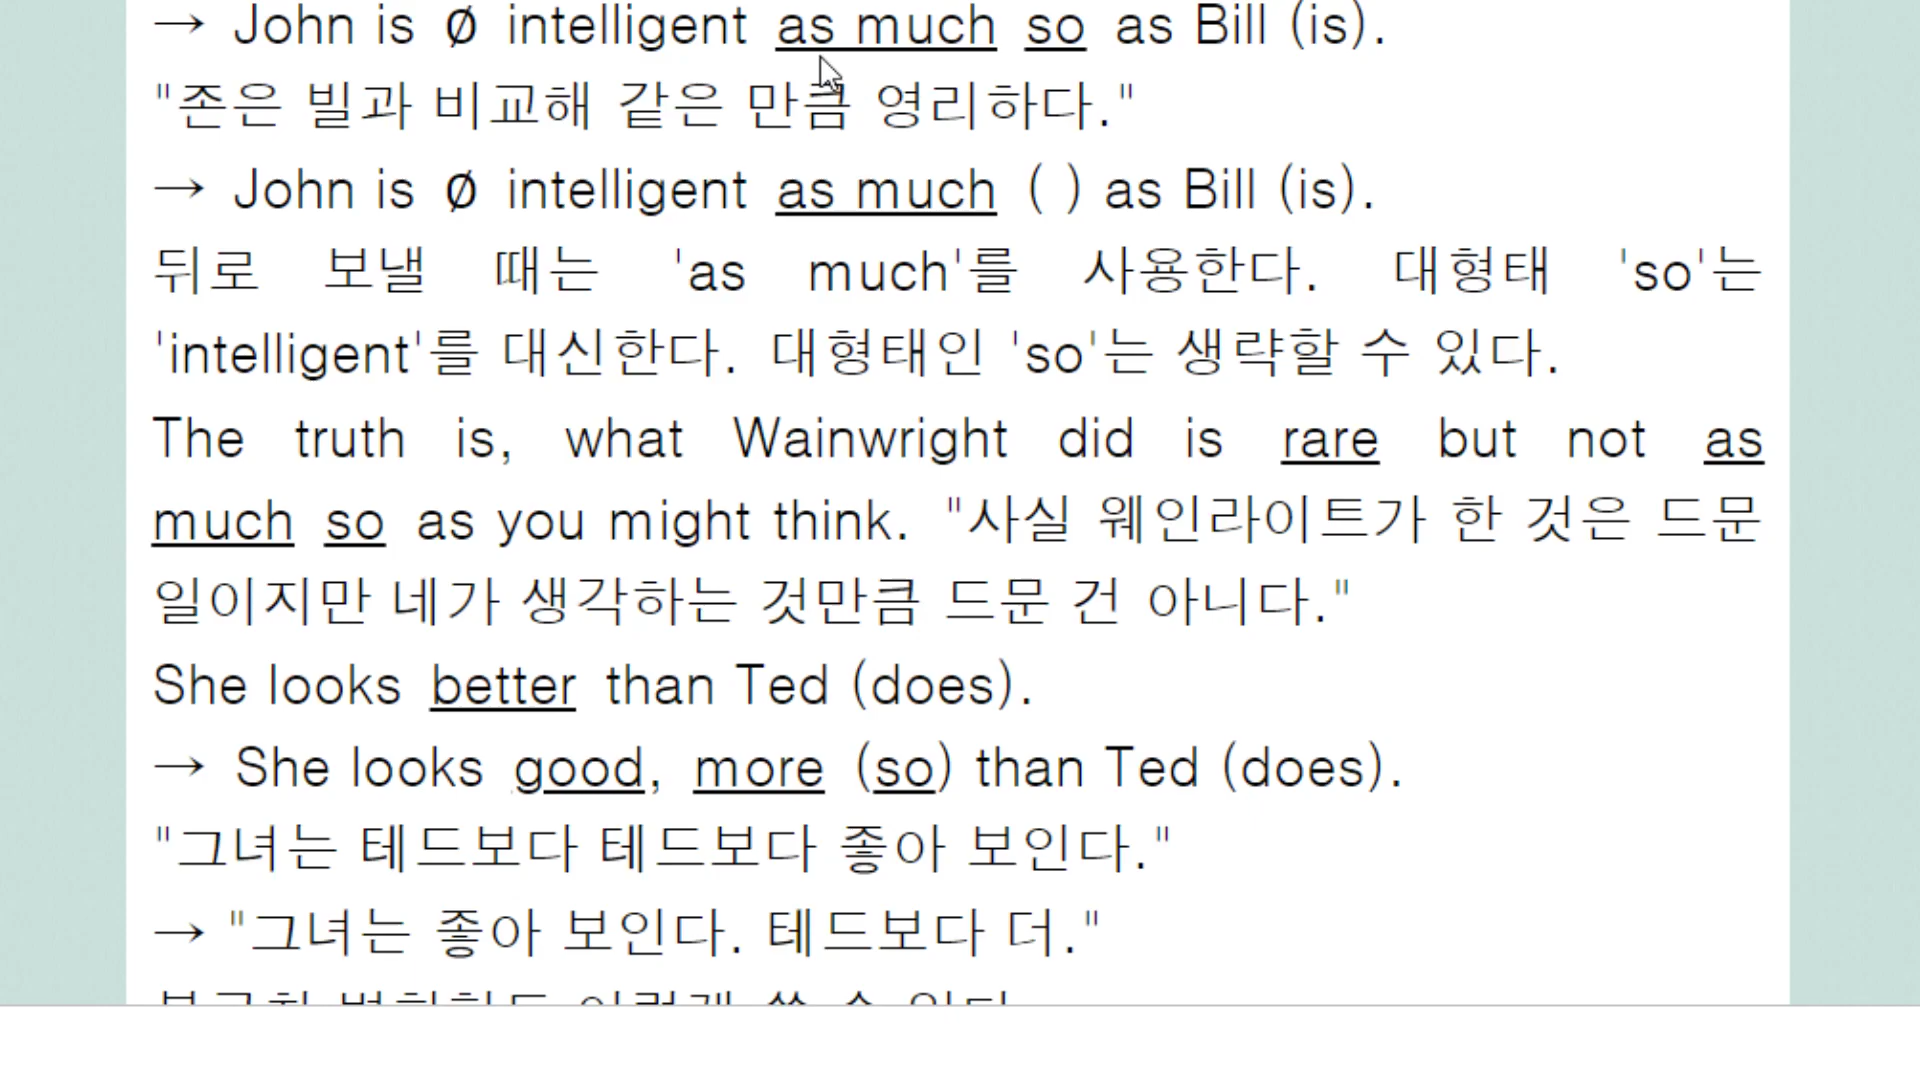 → John is ∅ intelligent as much so as Bill (is).
"존은 빌과 비교해 같은 만큼 영리하다."
→ John is ∅ intelligent as much ( ) as Bill (is).
뒤로 보낼 때는 'as much'를 사용한다. 대형태 'so'는
'intelligent'를 대신한다. 대형태인 'so'는 생략할 수 있다.
The truth is, what Wainwright did is rare but not as
much so as you might think. "사실 웨인라이트가 한 것은 드문
일이지만 네가 생각하는 것만큼 드문 건 아니다."
She looks better than Ted (does).
→ She looks good, more (so) than Ted (does).
"그녀는 테드보다 테드보다 좋아 보인다."
→ "그녀는 좋아 보인다. 테드보다 더."